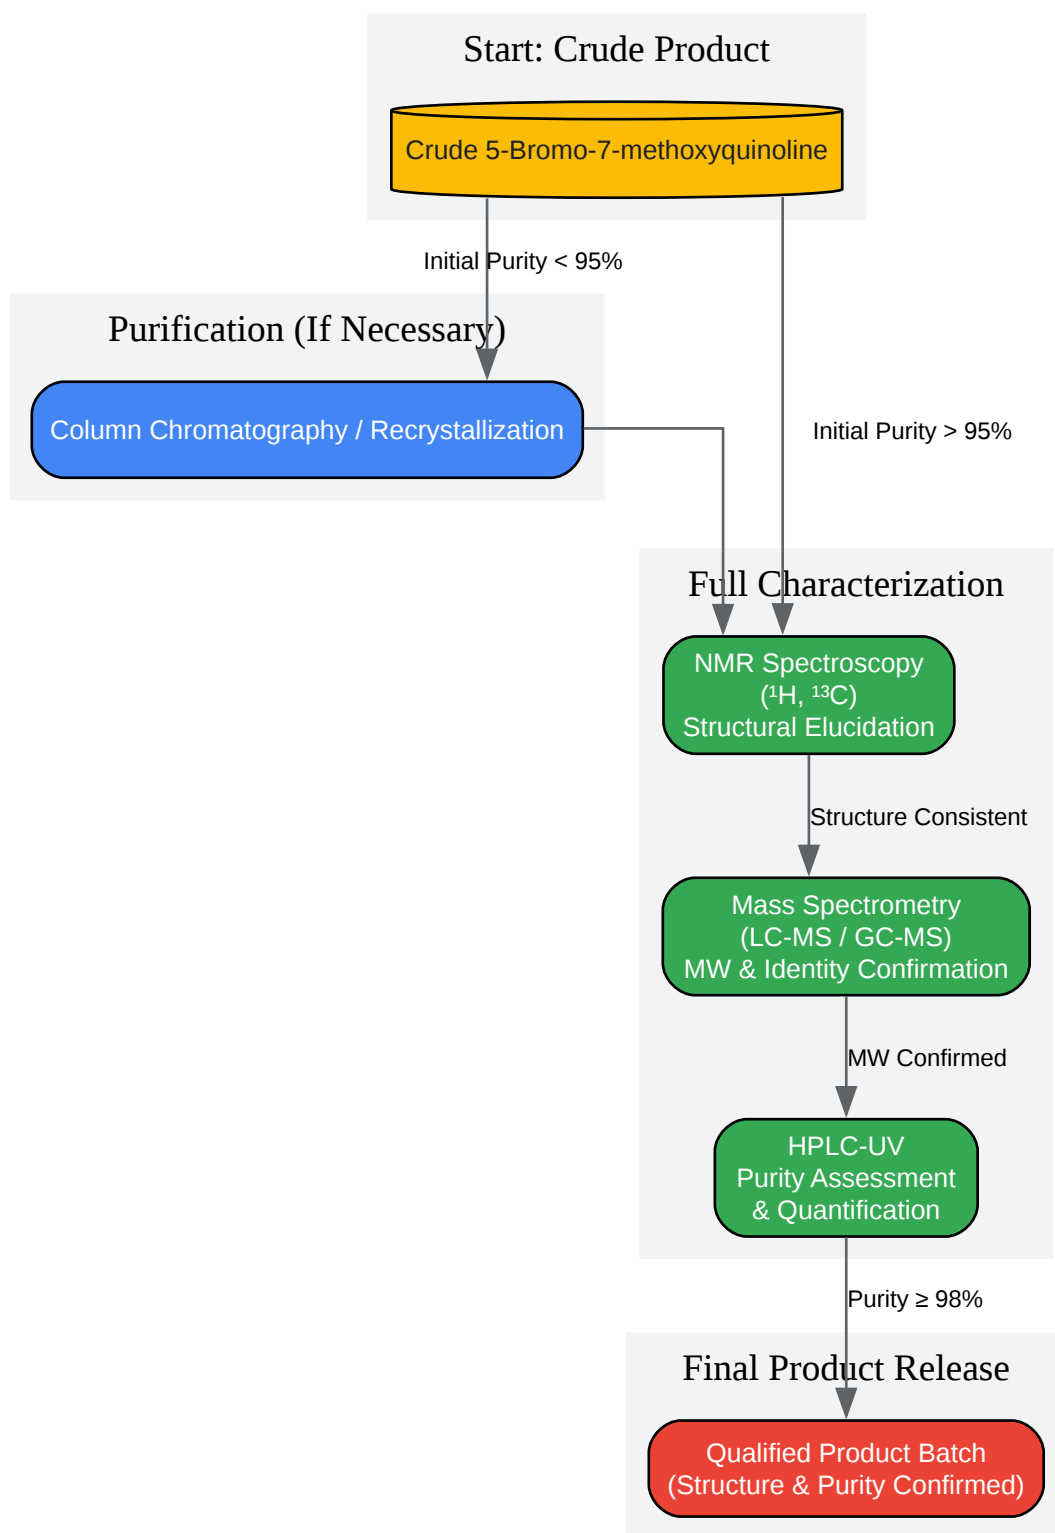 Start: Crude Product
Crude 5-Bromo-7-methoxyquinoline
Initial Purity < 95%
Purification (If Necessary)
Column Chromatography / Recrystallization
Initial Purity > 95%
Full Characterization
NMR Spectroscopy
(¹H, ¹³C)
Structural Elucidation
Structure Consistent
Mass Spectrometry
(LC-MS / GC-MS)
MW & Identity Confirmation
MW Confirmed
HPLC-UV
Purity Assessment
& Quantification
Purity ≥ 98%
Final Product Release
Qualified Product Batch
(Structure & Purity Confirmed)